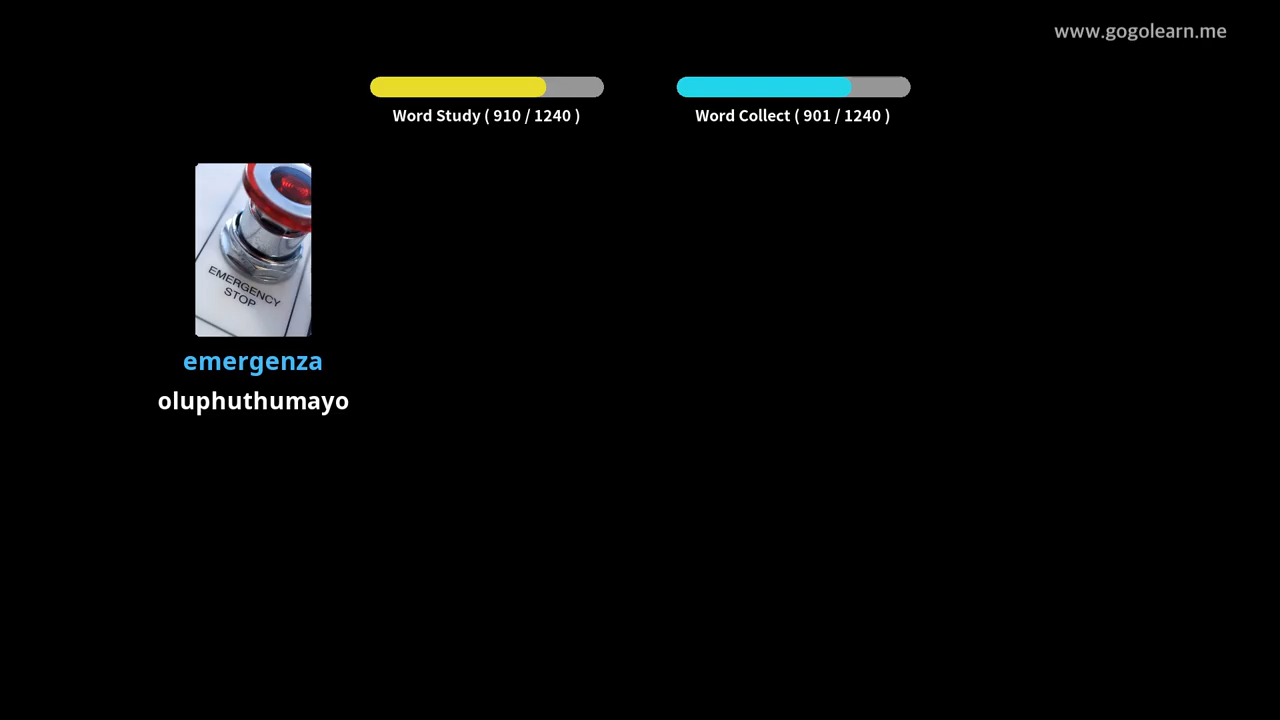 www.gogolearn.me
Word Study ( 910 / 1240 )
Word Collect ( 901 / 1240 )
EMERGENCY
STOP
emergenza
oluphuthumayo